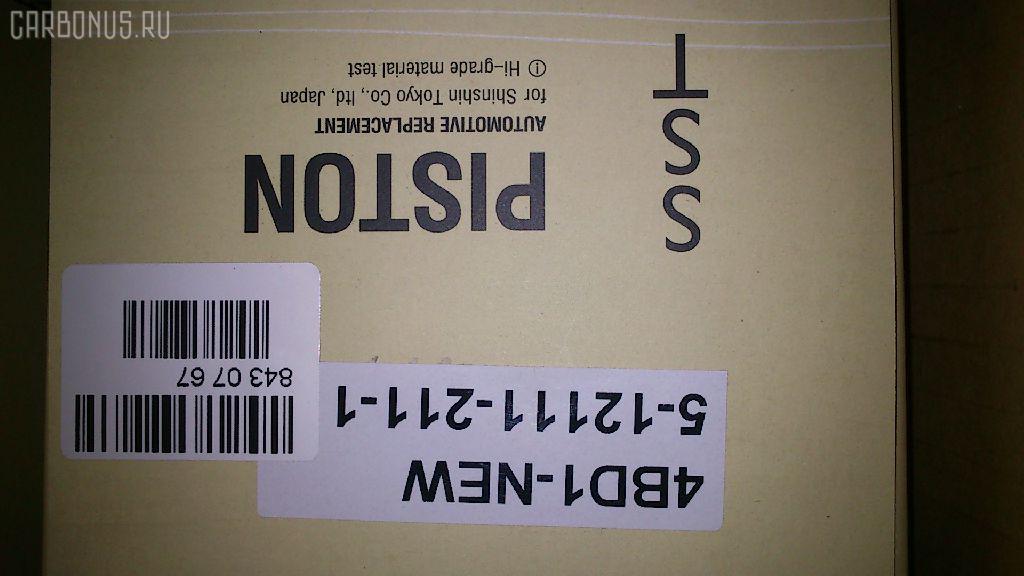 CARBONUS.RU
4BD1-NEW
5-12111-211-1
843 07 67
SST
PISTON
AUTOMOTIVE REPLACEMENT
for Shinshin Tokyo Co., ltd, Japan
ⓘ Hi-grade material test